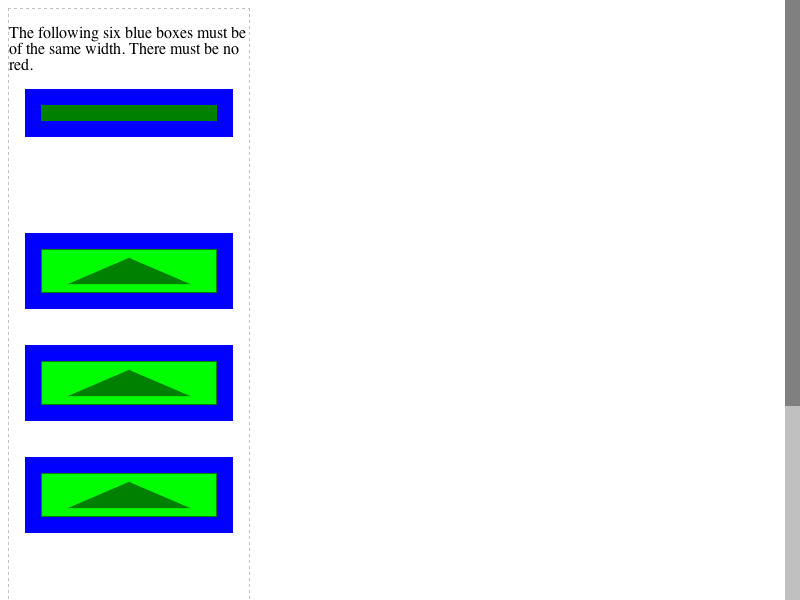 The following six blue boxes must be
of the same width. There must be no
red.